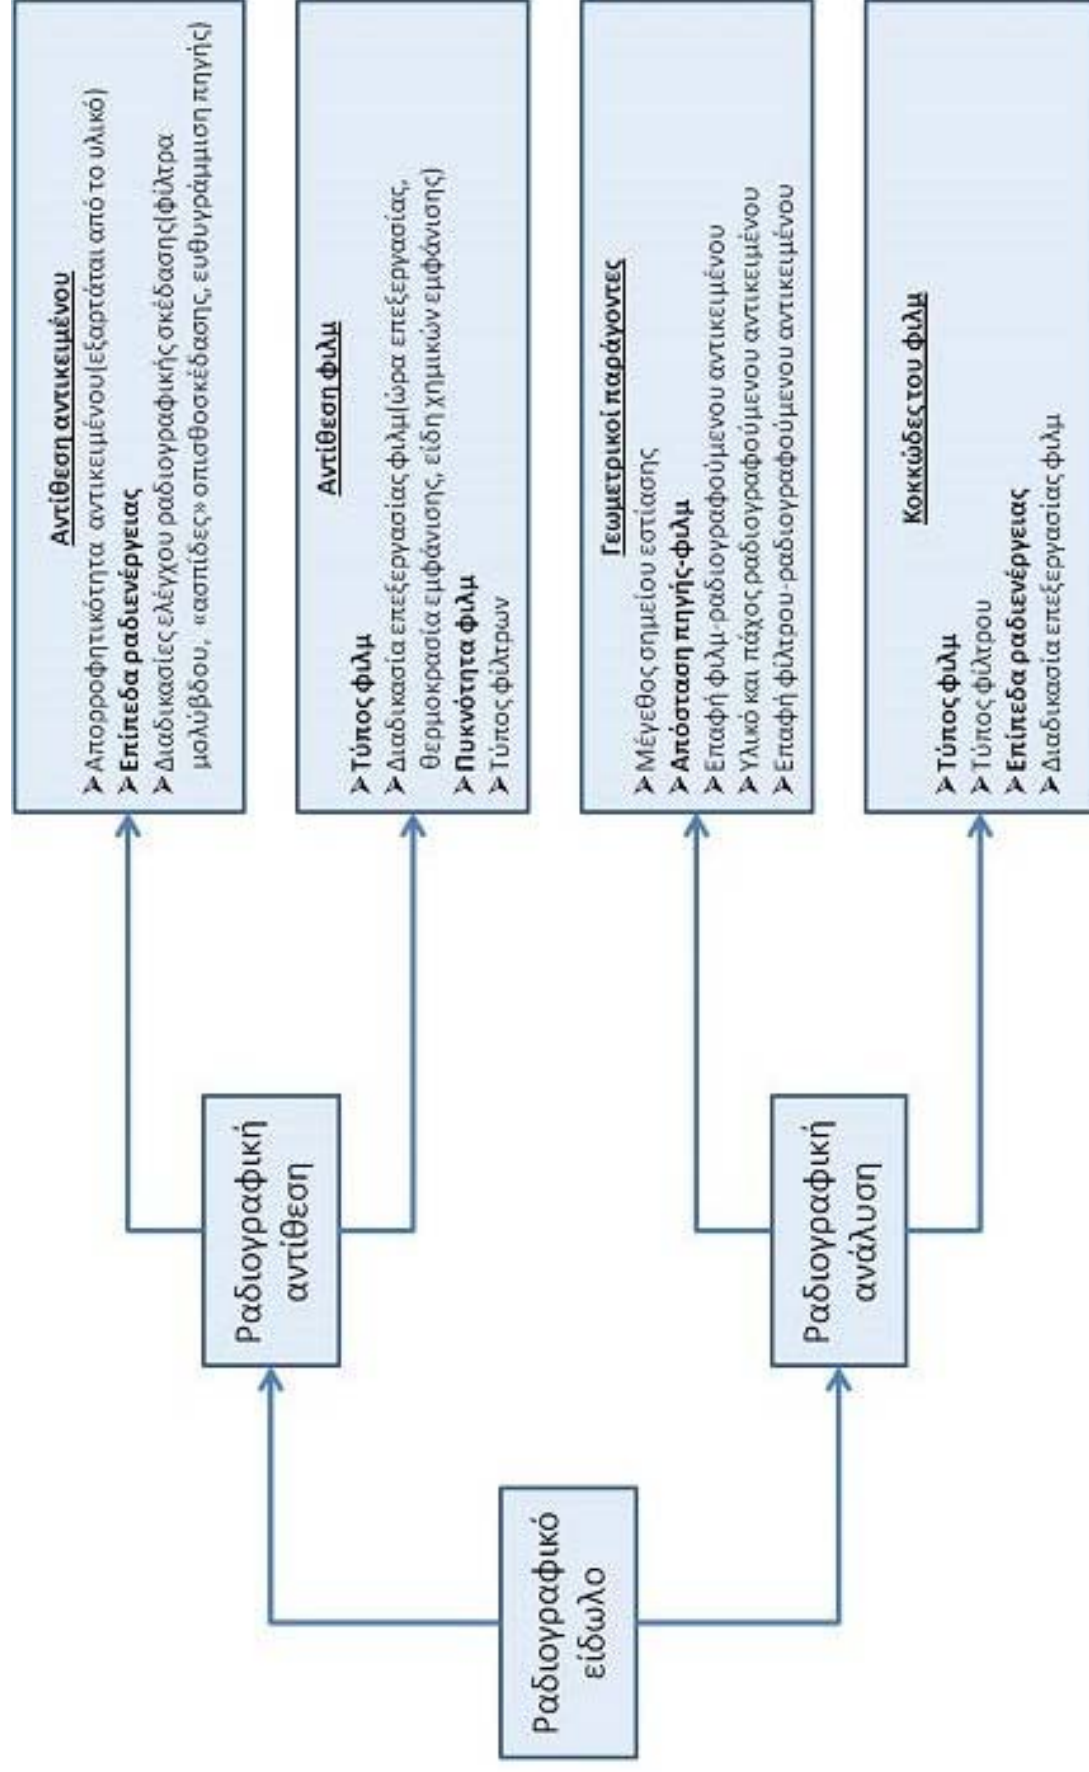 Ραδιογραφικό
είδωλο
Ραδιογραφική
αντίθεση
Ραδιογραφική
ανάλυση
Αντίθεση αντικειμένου
➤Απορροφητικότητα αντικειμένου(εξαρτάται από το υλικό)
➤Επίπεδα ραδιενέργειας
➤Διαδικασίες ελέγχου ραδιογραφικής σκέδασης(φίλτρα
μολύβδου, «ασπίδες» οπισθοσκέδασης, ευθυγράμμιση πηγής)
Αντίθεση φιλμ
➤Τύπος φιλμ
➤Διαδικασία επεξεργασίας φιλμ(ώρα επεξεργασίας,
θερμοκρασία εμφάνισης, είδη χημικών εμφάνισης)
➤Πυκνότητα φιλμ
➤Τύπος φίλτρων
Γεωμετρικοί παράγοντες
➤Μέγεθος σημείου εστίασης
➤Απόσταση πηγής-φιλμ
➤Επαφή φιλμ-ραδιογραφούμενου αντικειμένου
➤Υλικό και πάχος ραδιογραφούμενου αντικειμένου
➤Επαφή φίλτρου-ραδιογραφούμενου αντικειμένου
Κοκκώδες του φιλμ
➤Τύπος φιλμ
➤Τύπος φίλτρου
➤Επίπεδα ραδιενέργειας
➤Διαδικασία επεξεργασίας φιλμ